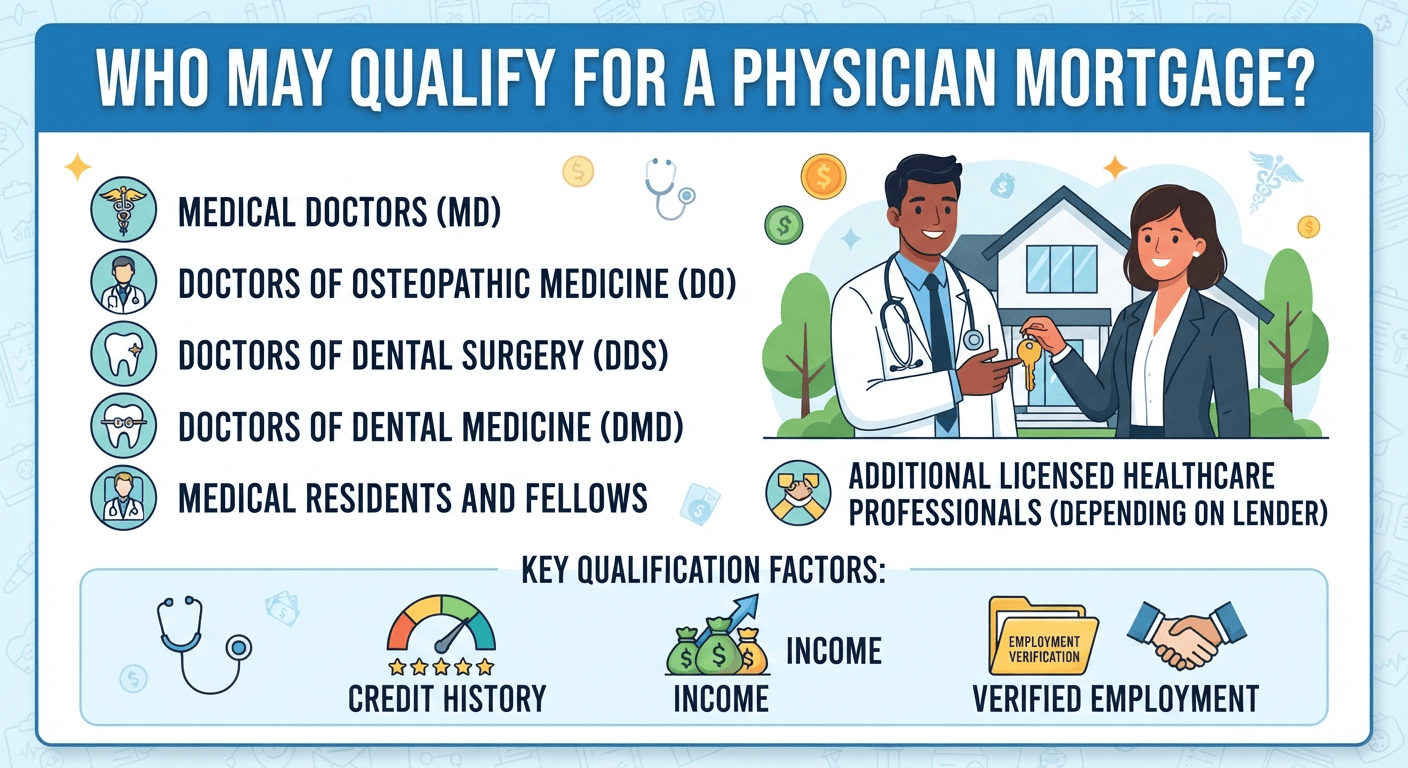 WHO MAY QUALIFY FOR A PHYSICIAN MORTGAGE?
MEDICAL DOCTORS (MD)
DOCTORS OF OSTEOPATHIC MEDICINE (DO)
DOCTORS OF DENTAL SURGERY (DDS)
DOCTORS OF DENTAL MEDICINE (DMD)
MEDICAL RESIDENTS AND FELLOWS
ADDITIONAL LICENSED HEALTHCARE
PROFESSIONALS (DEPENDING ON LENDER)
KEY QUALIFICATION FACTORS:
CREDIT HISTORY
INCOME
INCOME
EMPLOYMENT
VERIFICATION
VERIFIED EMPLOYMENT